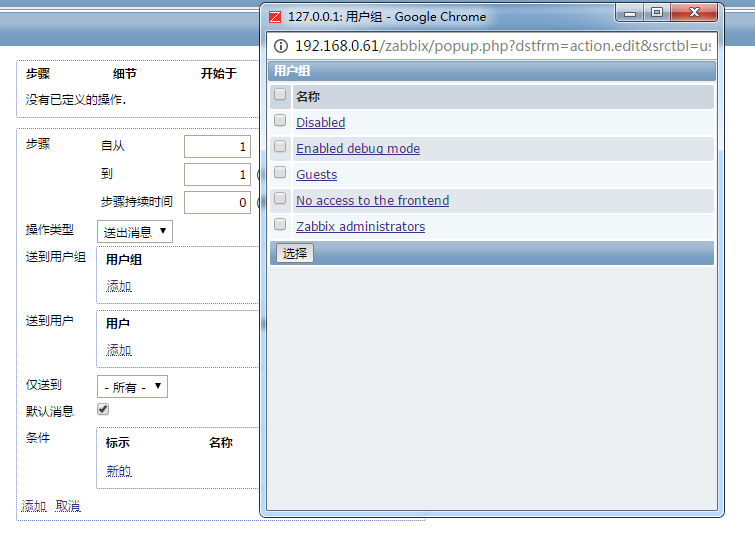 步骤 细节 开始于
没有已定义的操作.
步骤 自从 1
到 1
步骤持续时间 0
操作类型 送出消息
送到用户组 用户组
添加
送到用户 用户
添加
仅送到 - 所有 -
默认消息
条件 标示 名称
新的
添加 取消
127.0.0.1: 用户组 - Google Chrome
192.168.0.61/zabbix/popup.php?dstfrm=action.edit&srctbl=us
用户组
名称
Disabled
Enabled debug mode
Guests
No access to the frontend
Zabbix administrators
选择